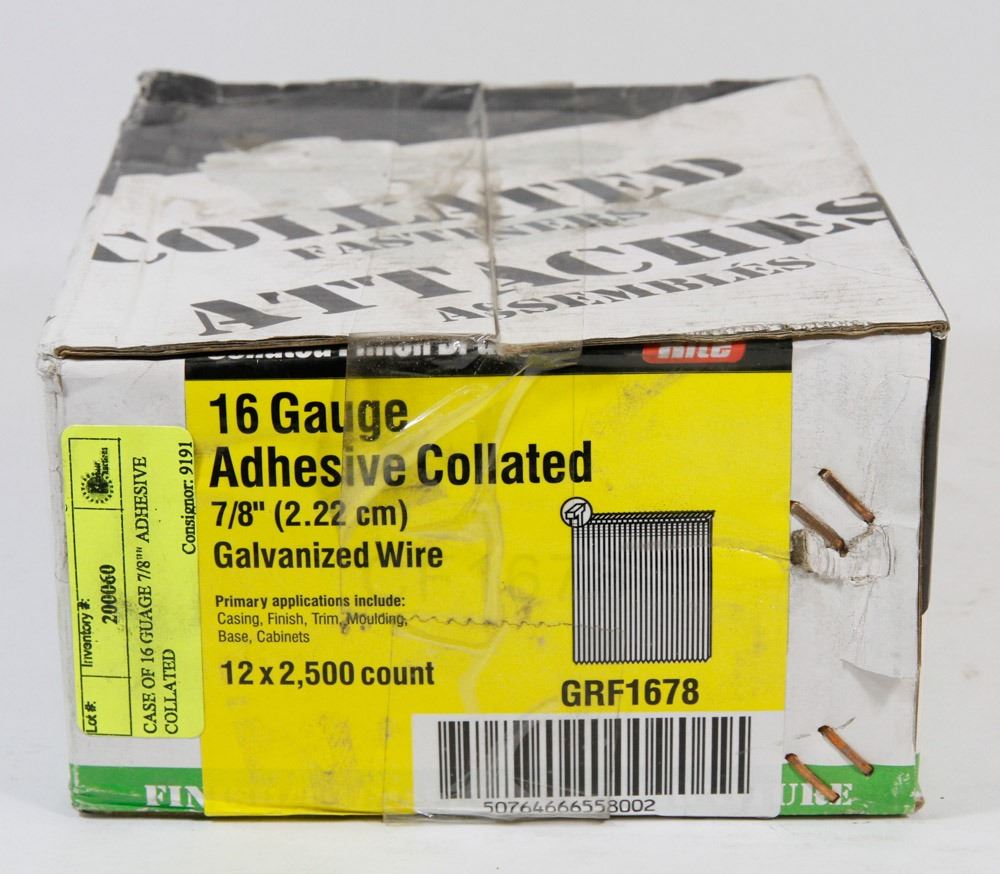 COLLATED
FASTENERS
ATTACHES
ASSEMBLÉS
16 Gauge
Adhesive Collated
7/8" (2.22 cm)
Galvanized Wire
Primary applications include:
Casing, Finish, Trim, Moulding,
Base, Cabinets
12 x 2,500 count
GRF1678
50764666558002
Lot #:
Inventory #:
200060
CASE OF 16 GUAGE 7/8"" ADHESIVE
COLLATED
Consignor: 9191